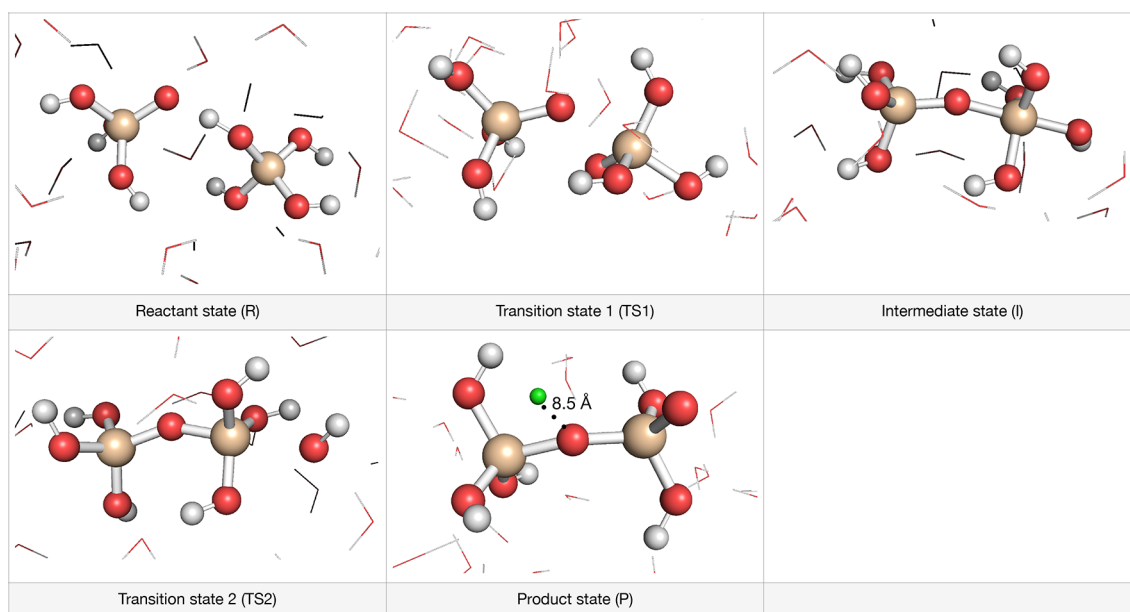 Reactant state (R)
Transition state 1 (TS1)
Intermediate state (I)
8.5 Å
Transition state 2 (TS2)
Product state (P)